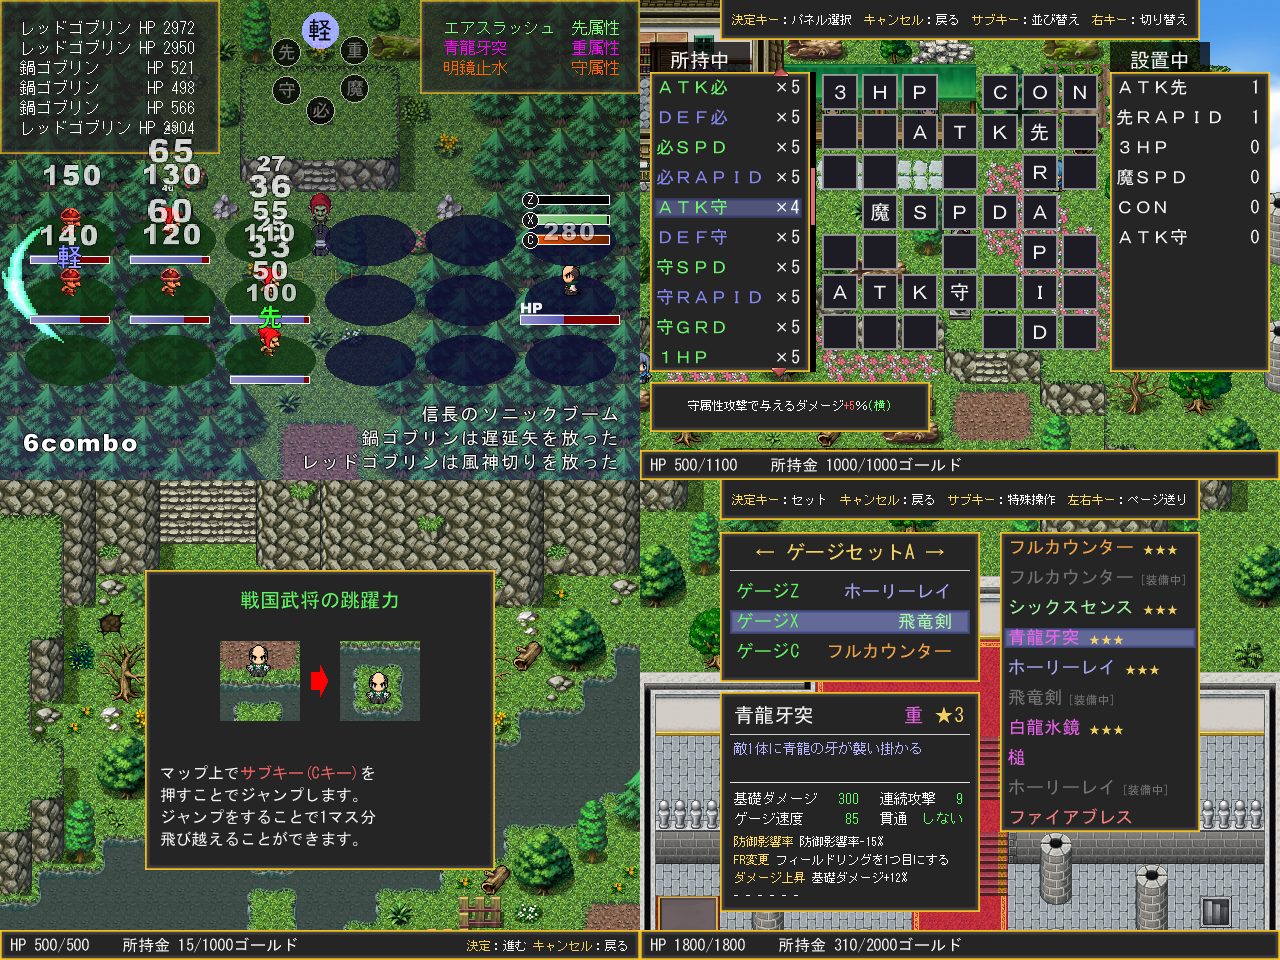 レッドゴブリン HP 2972
レッドゴブリン HP 2950
鍋ゴブリン HP 521
鍋ゴブリン HP 498
鍋ゴブリン HP 566
レッドゴブリン HP 2904
軽
先
重
守
魔
必
エアスラッシュ 先属性
青龍牙突 重属性
明鏡止水 守属性
150
65
130
60
140
120
27
36
55
110
33
50
100
軽
先
Z
X
C
280
HP
6combo
信長のソニックブーム
鍋ゴブリンは遅延矢を放った
レッドゴブリンは風神切りを放った
決定キー：パネル選択 キャンセル：戻る サブキー：並び替え 右キー：切り替え
所持中
ATK必 ×5
DEF必 ×5
必SPD ×5
必RAPID ×5
ATK守 ×4
DEF守 ×5
守SPD ×5
守RAPID ×5
守GRD ×5
1HP ×5
3 H P C O N
A T K 先
R
魔 S P D A
P
A T K 守 I
D
設置中
ATK先 1
先RAPID 1
3HP 0
魔SPD 0
CON 0
ATK守 0
守属性攻撃で与えるダメージ+5%(横)
HP 500/1100 所持金 1000/1000ゴールド
戦国武将の跳躍力
マップ上でサブキー(Cキー)を
押すことでジャンプします。
ジャンプをすることで1マス分
飛び越えることができます。
HP 500/500 所持金 15/1000ゴールド 決定：進む キャンセル：戻る
決定キー：セット キャンセル：戻る サブキー：特殊操作 左右キー：ページ送り
← ゲージセットA →
ゲージZ ホーリーレイ
ゲージX 飛竜剣
ゲージC フルカウンター
青龍牙突 重 ★3
敵1体に青龍の牙が襲い掛かる
基礎ダメージ 300 連続攻撃 9
ゲージ速度 85 貫通 しない
防御影響率 防御影響率-15%
FR変更 フィールドリングを1つ目にする
ダメージ上昇 基礎ダメージ+12%
- - - - - -
フルカウンター ★★★
フルカウンター [装備中]
シックスセンス ★★★
青龍牙突 ★★★
ホーリーレイ ★★★
飛竜剣 [装備中]
白龍氷鏡 ★★★
槌
ホーリーレイ [装備中]
ファイアブレス
HP 1800/1800 所持金 310/2000ゴールド